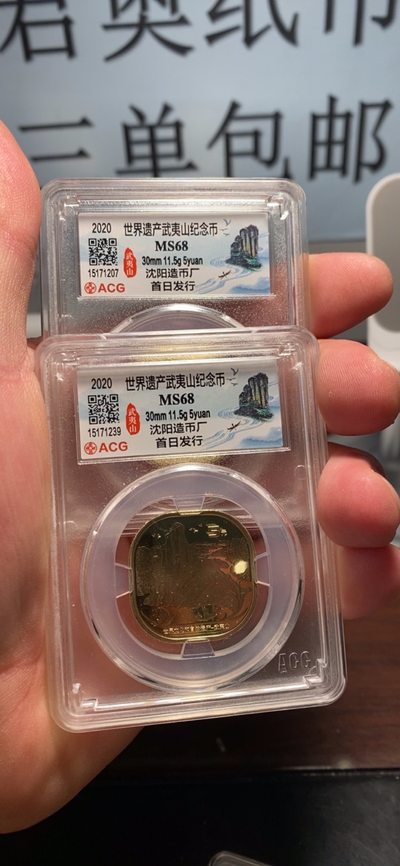 君奥纸币
三单包邮
2020 世界遗产武夷山纪念币
MS68
30mm 11.5g 5yuan
武夷山
15171207
沈阳造币厂
ACG
首日发行
2020 世界遗产武夷山纪念币
MS68
30mm 11.5g 5yuan
武夷山
15171239
沈阳造币厂
ACG
首日发行
ACG